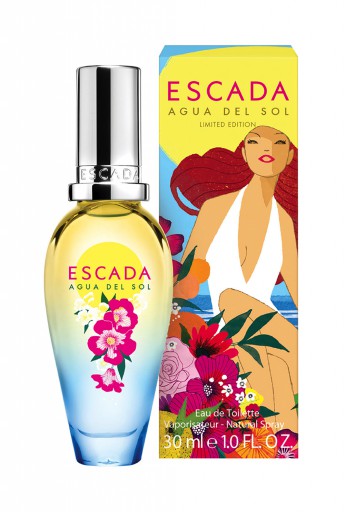 ESCADA
AGUA DEL SOL
LIMITED EDITION
ESCADA
ESCADA
AGUA DEL SOL
Eau de Toilette
Vaporisateur - Natural Spray
30 ml e 1.0 FL. OZ.